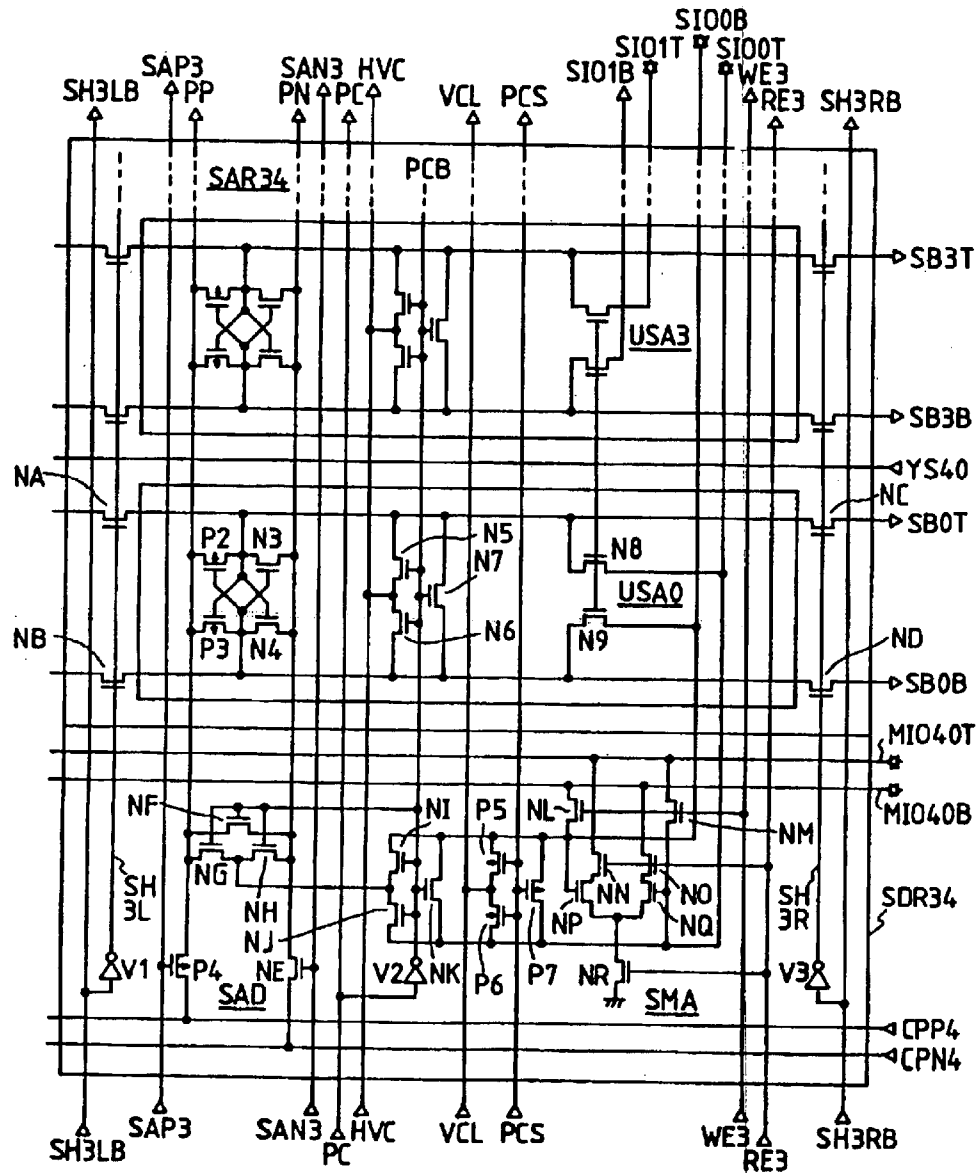 SIO0B
SIO1T
SIO0T
SAP3
SAN3
HVC
SIO1B
WE3
SH3LB
PP
PN
PC
VCL
PCS
RE3
SH3RB
SAR34
PCB
SB3T
USA3
SB3B
YS40
NA
NC
SB0T
P2
N3
N5
N8
N7
USA0
P3
N4
N6
N9
NB
ND
SB0B
MIO40T
MIO40B
NF
NI
P5
NL
NM
NG
NN
NO
SH
3L
NH
NP
NQ
SH
3R
SDR34
NJ
V1
P4
NE
V2
NK
P6
P7
NR
V3
SAD
SMA
CPP4
CPN4
SH3LB
SAP3
SAN3
PC
HVC
VCL
PCS
WE3
RE3
SH3RB